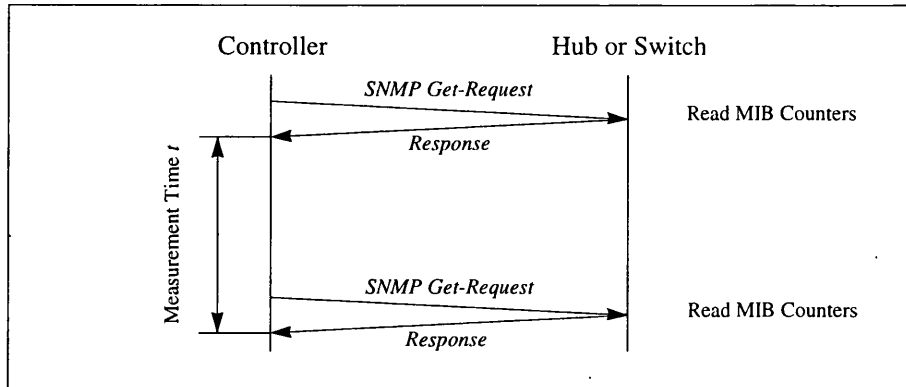 Controller
Hub or Switch
SNMP Get-Request
Read MIB Counters
Response
Measurement Time t
SNMP Get-Request
Read MIB Counters
Response